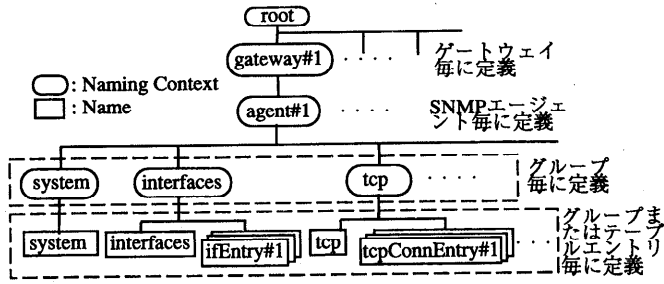 root
gateway#1
ゲートウェイ
毎に定義
: Naming Context
: Name
agent#1
SNMPエージェ
ント毎に定義
system
interfaces
tcp
グループ
毎に定義
system
interfaces
ifEntry#1
tcp
tcpConnEntry#1
グループま
たはテーブ
ルエントリ
毎に定義